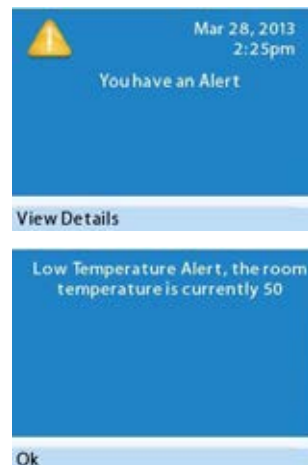 Mar 28, 2013
2:25pm
You have an Alert
View Details
Low Temperature Alert, the room
temperature is currently 50
Ok